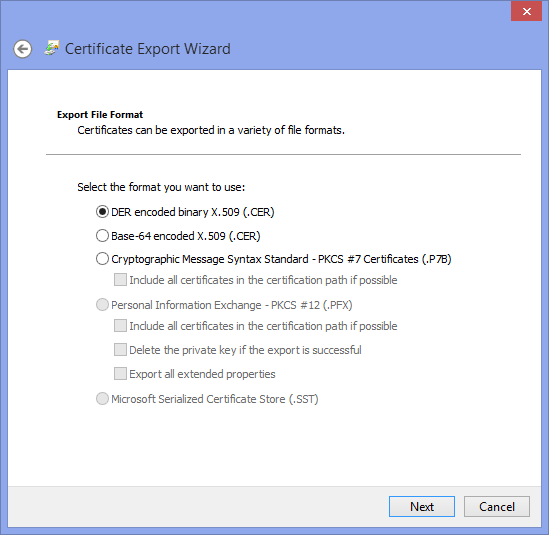 Certificate Export Wizard
Export File Format
Certificates can be exported in a variety of file formats.
Select the format you want to use:
DER encoded binary X.509 (.CER)
Base-64 encoded X.509 (.CER)
Cryptographic Message Syntax Standard - PKCS #7 Certificates (.P7B)
Include all certificates in the certification path if possible
Personal Information Exchange - PKCS #12 (.PFX)
Include all certificates in the certification path if possible
Delete the private key if the export is successful
Export all extended properties
Microsoft Serialized Certificate Store (.SST)
Next Cancel